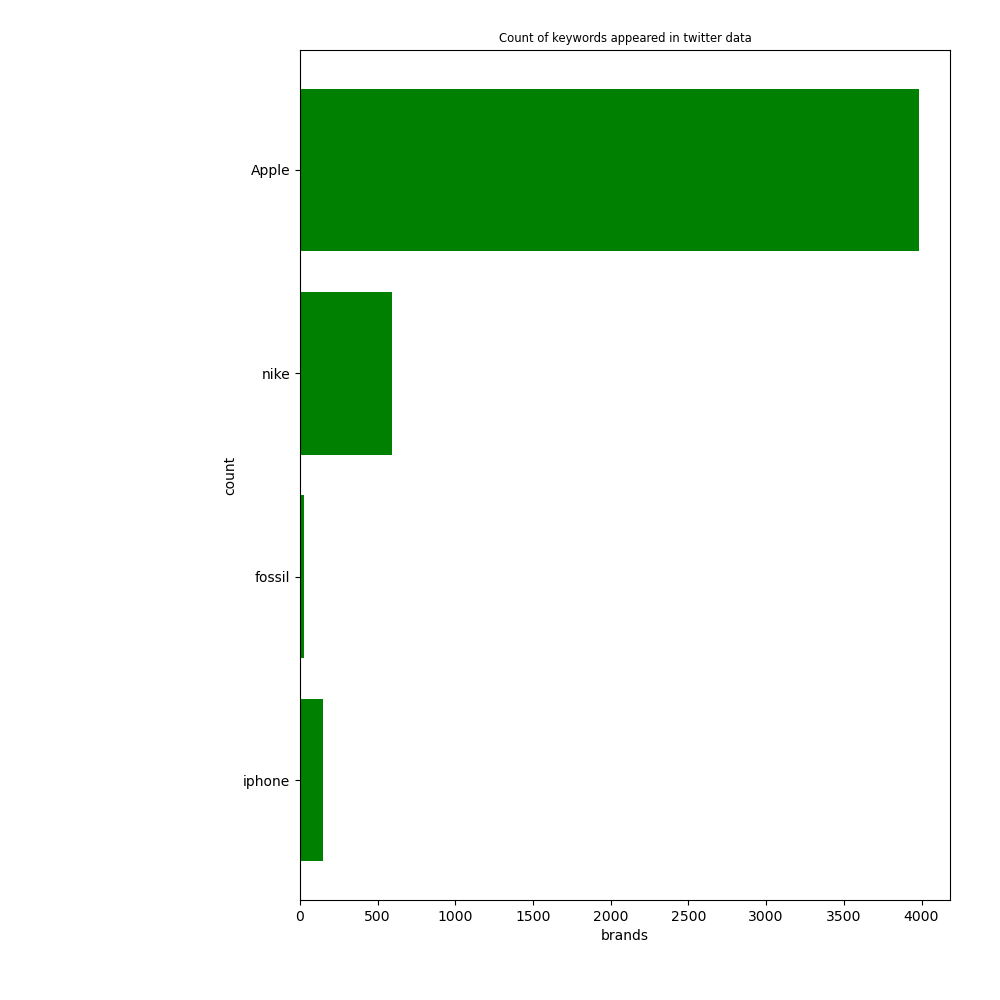 Count of keywords appeared in twitter data
Apple
nike
count
fossil
iphone
0 500 1000 1500 2000 2500 3000 3500 4000
brands